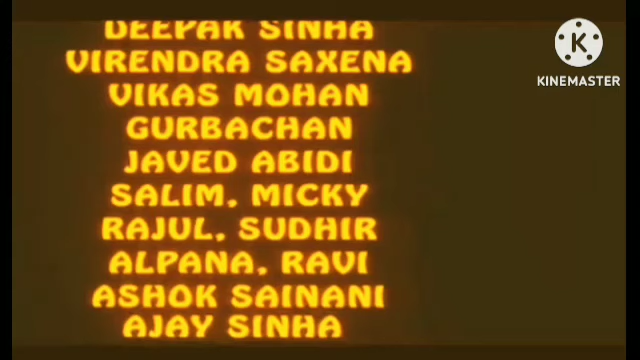 DEEPAK SINHA
VIRENDRA SAXENA
VIKAS MOHAN
GURBACHAN
JAVED ABIDI
SALIM, MICKY
RAJUL, SUDHIR
ALPANA, RAVI
ASHOK SAINANI
AJAY SINHA
K
KINEMASTER